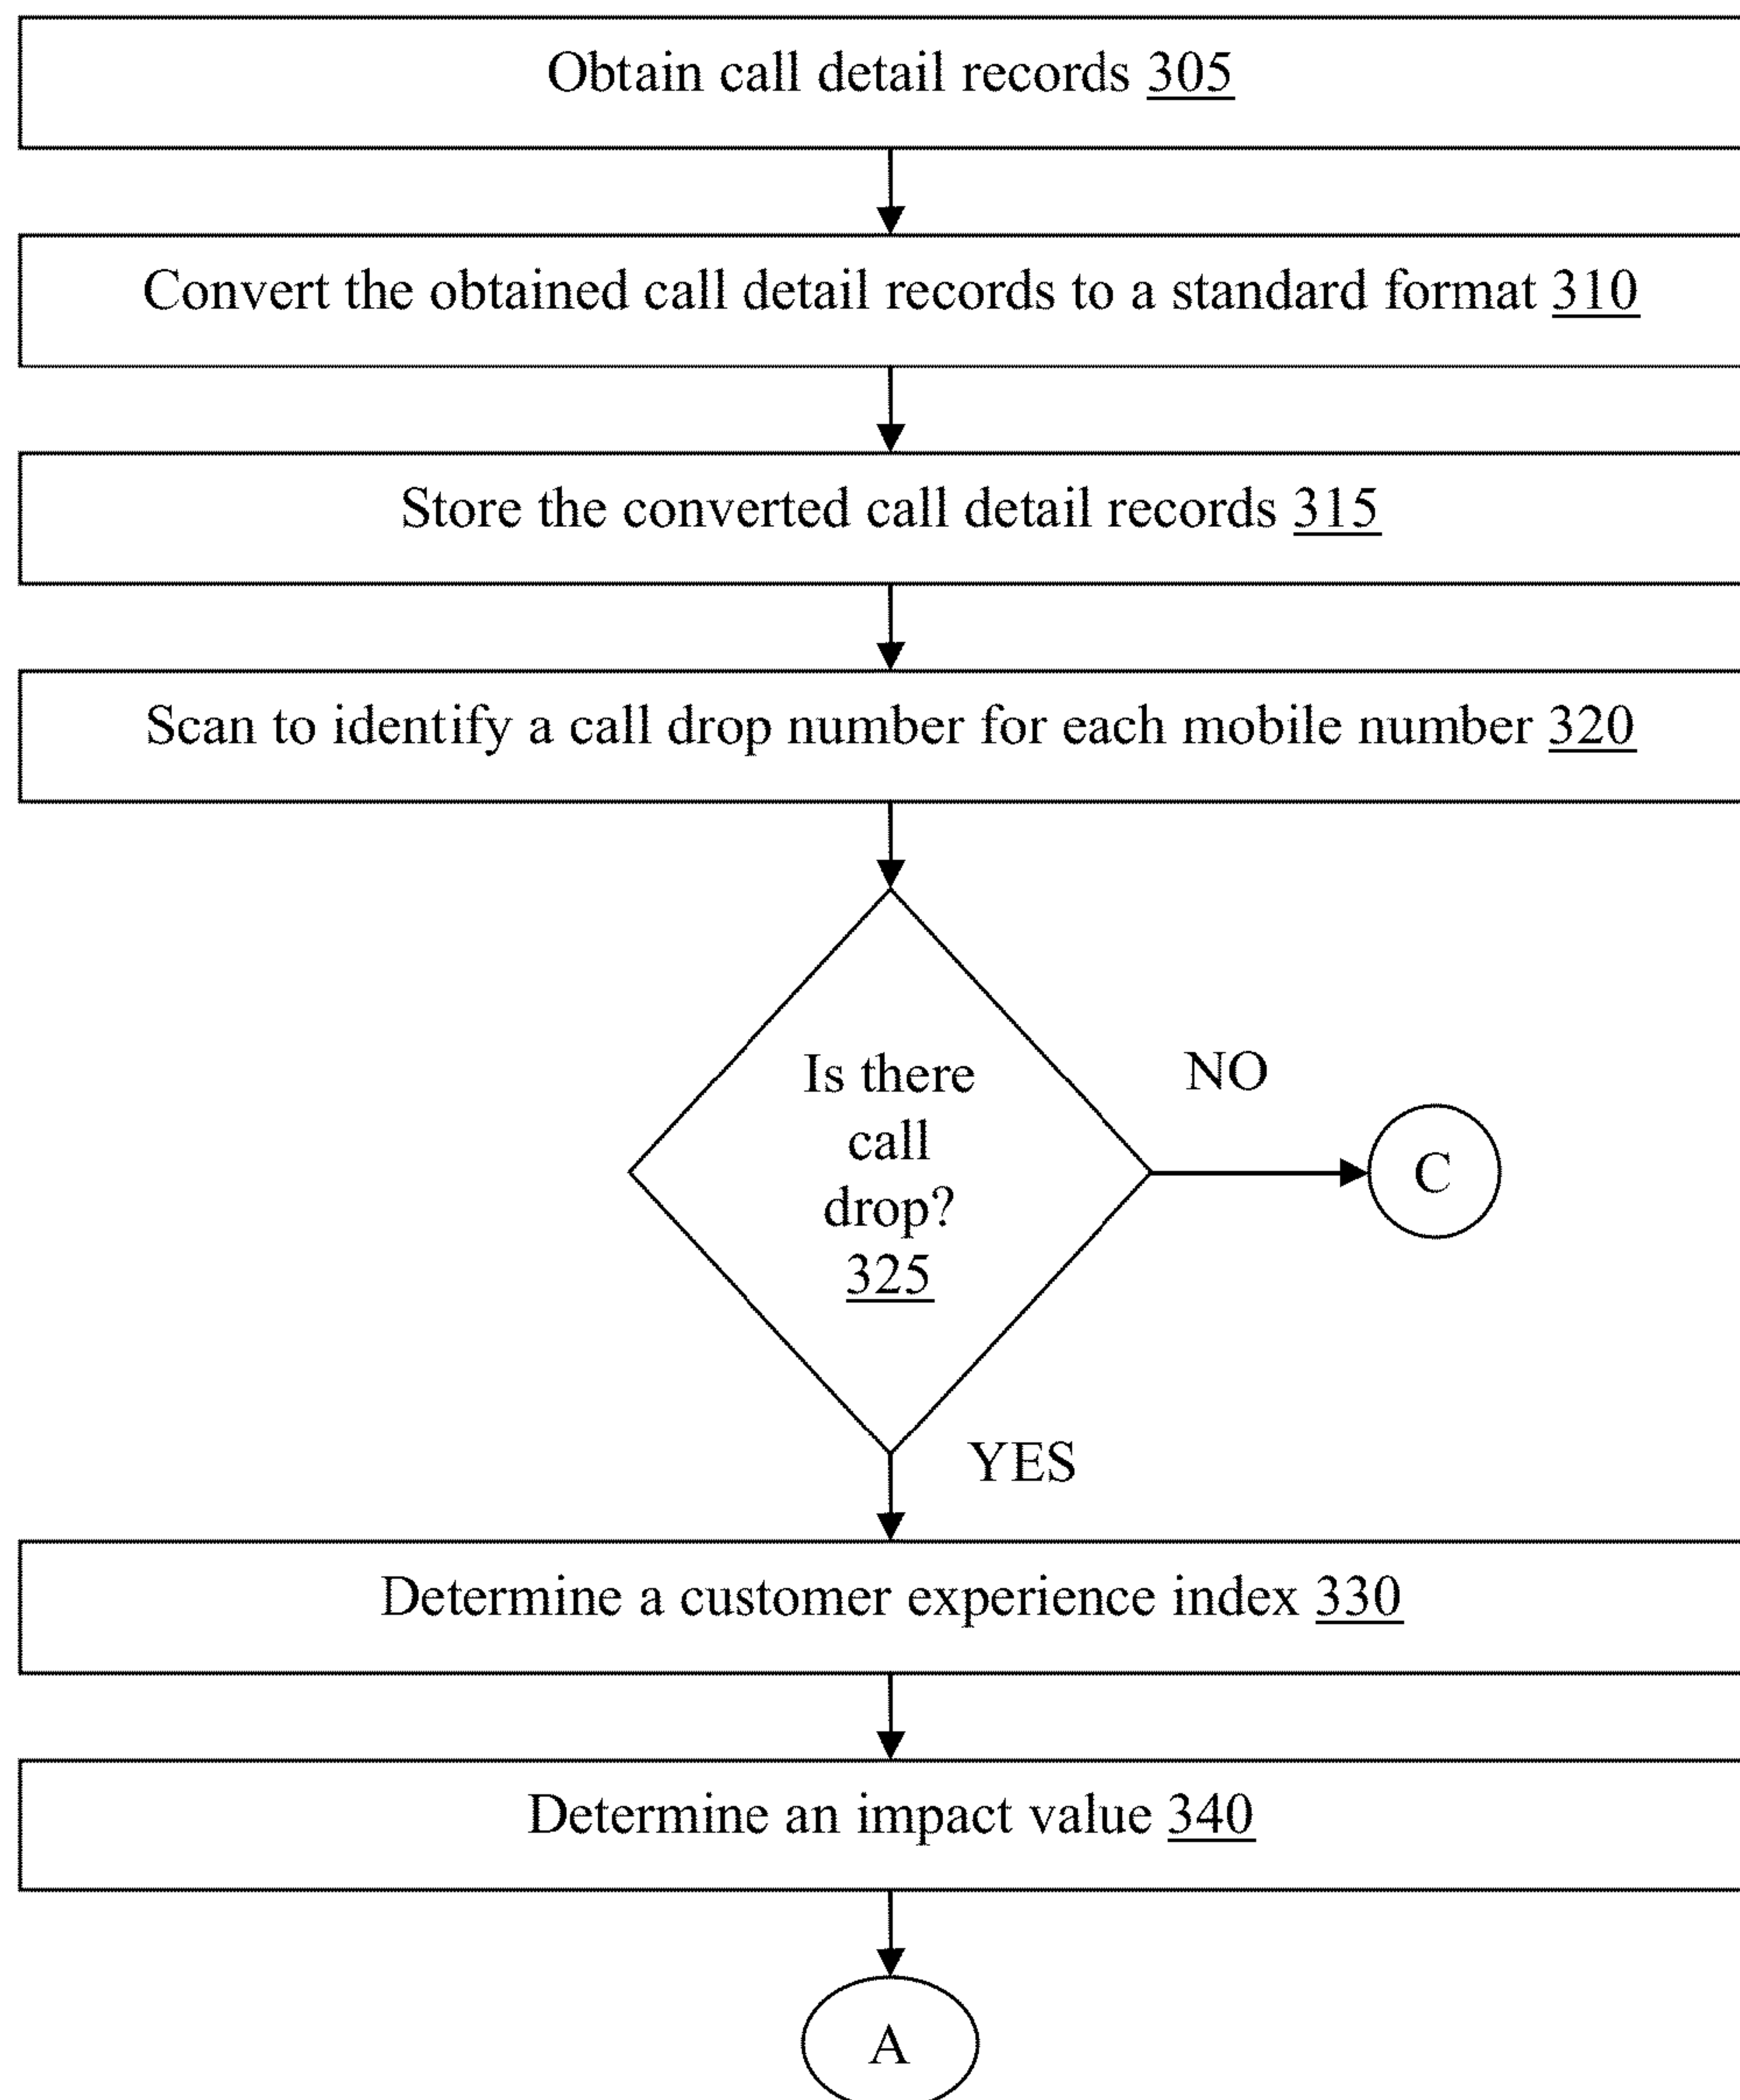 Obtain call detail records 305
Convert the obtained call detail records to a standard format 310
Store the converted call detail records 315
Scan to identify a call drop number for each mobile number 320
Is there
call
drop?
325
NO
C
YES
Determine a customer experience index 330
Determine an impact value 340
A